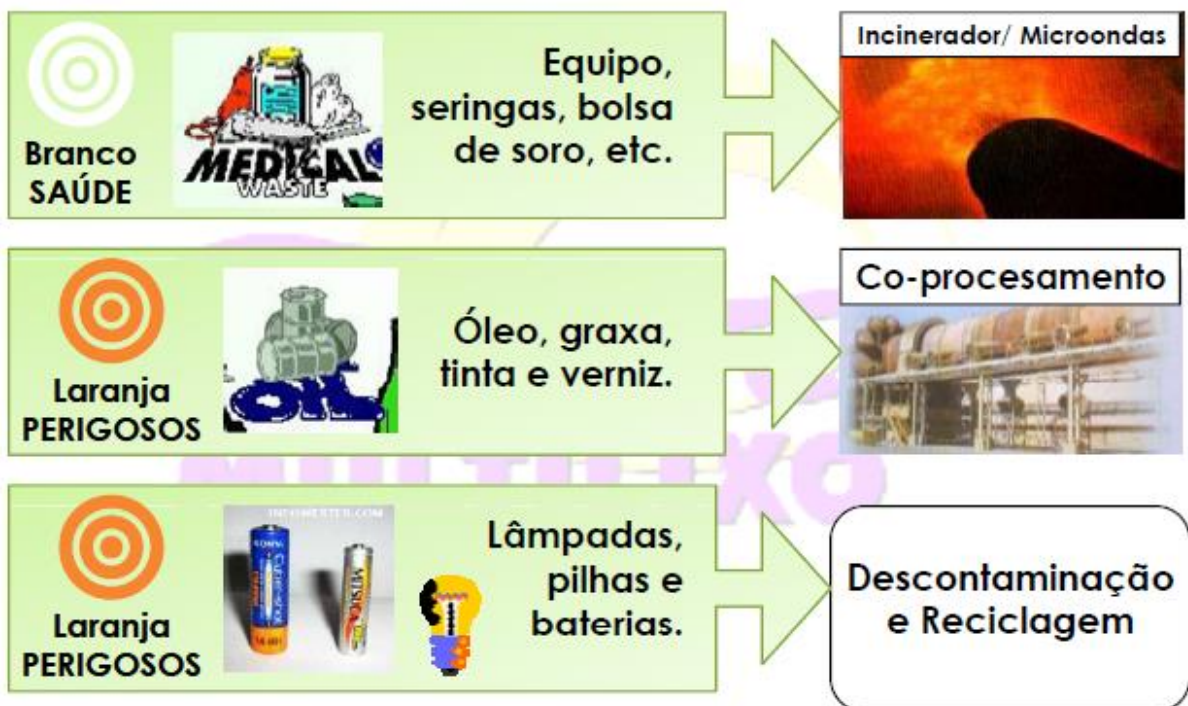 Branco
SAÚDE
MEDICAL
WASTE
Equipo,
seringas, bolsa
de soro, etc.
Incinerador/ Microondas
Laranja
PERIGOSOS
OIL
Óleo, graxa,
tinta e verniz.
Co-procesamento
MULTILIXO
Laranja
PERIGOSOS
Lâmpadas,
pilhas e
baterias.
Descontaminação
e Reciclagem